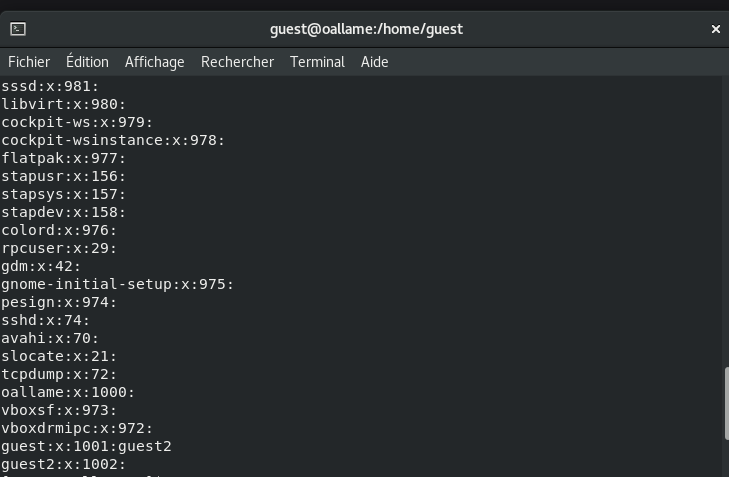 guest@oallame:/home/guest
Fichier Édition Affichage Rechercher Terminal Aide
sssd:x:981:
libvirt:x:980:
cockpit-ws:x:979:
cockpit-wsinstance:x:978:
flatpak:x:977:
stapusr:x:156:
stapsys:x:157:
stapdev:x:158:
colord:x:976:
rpcuser:x:29:
gdm:x:42:
gnome-initial-setup:x:975:
pesign:x:974:
sshd:x:74:
avahi:x:70:
slocate:x:21:
tcpdump:x:72:
oallame:x:1000:
vboxsf:x:973:
vboxdrmipc:x:972:
guest:x:1001:guest2
guest2:x:1002: